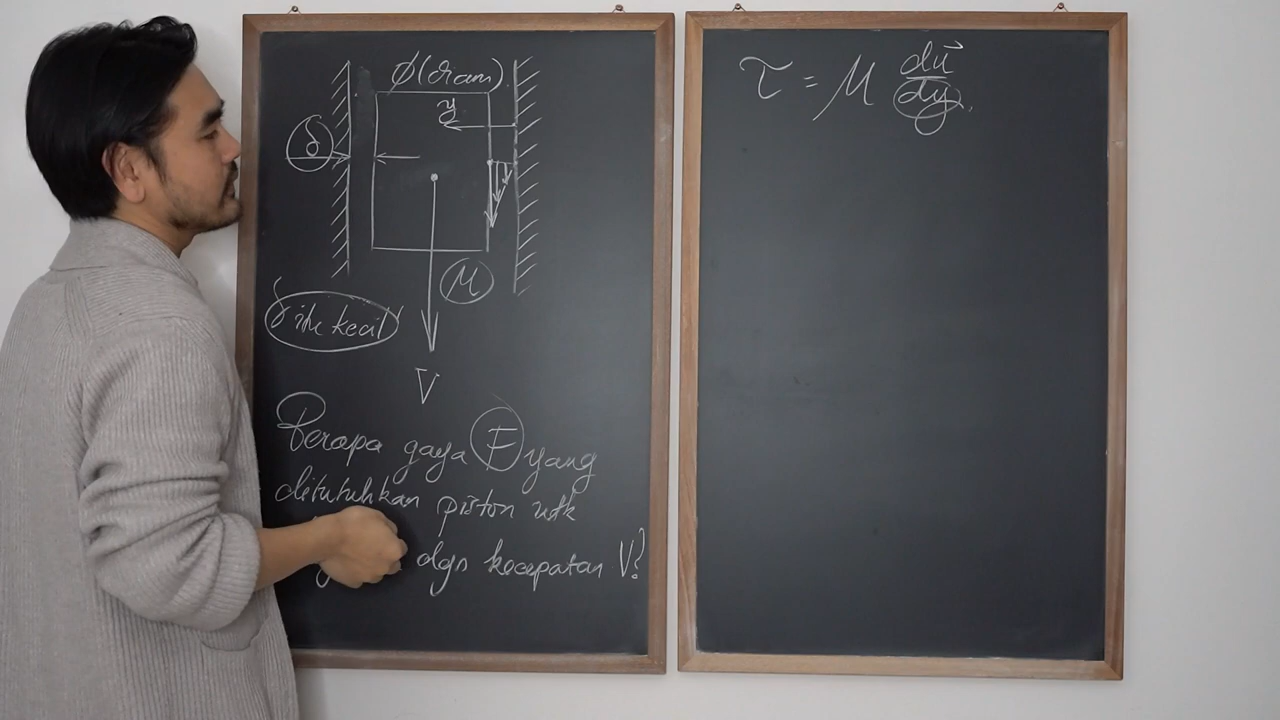 ϕ(diam).
y
δ
μ
δ itu kecil
V
Berapa gaya F yang
dibutuhkan piston utk
dgn kecepatan V?
τ = μ du/dy